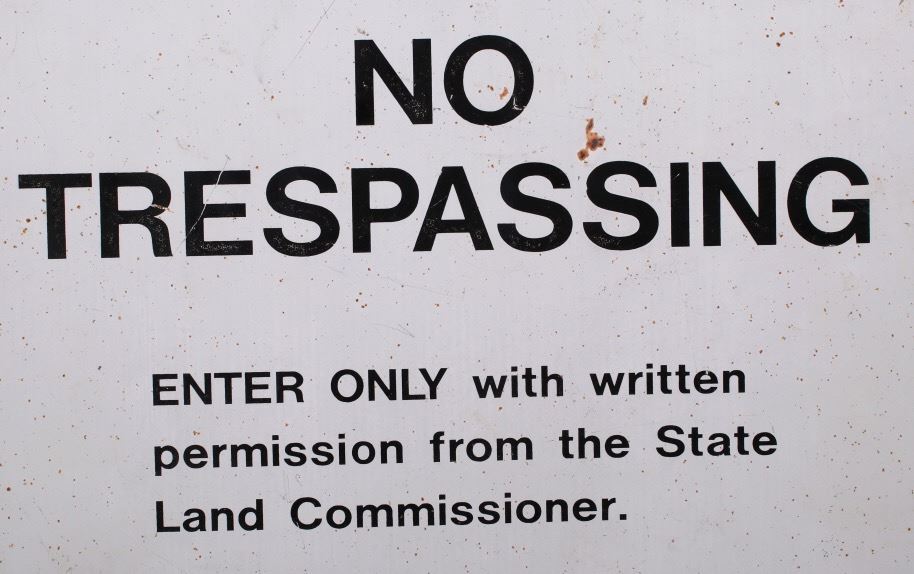 NO
TRESPASSING
ENTER ONLY with written
permission from the State
Land Commissioner.